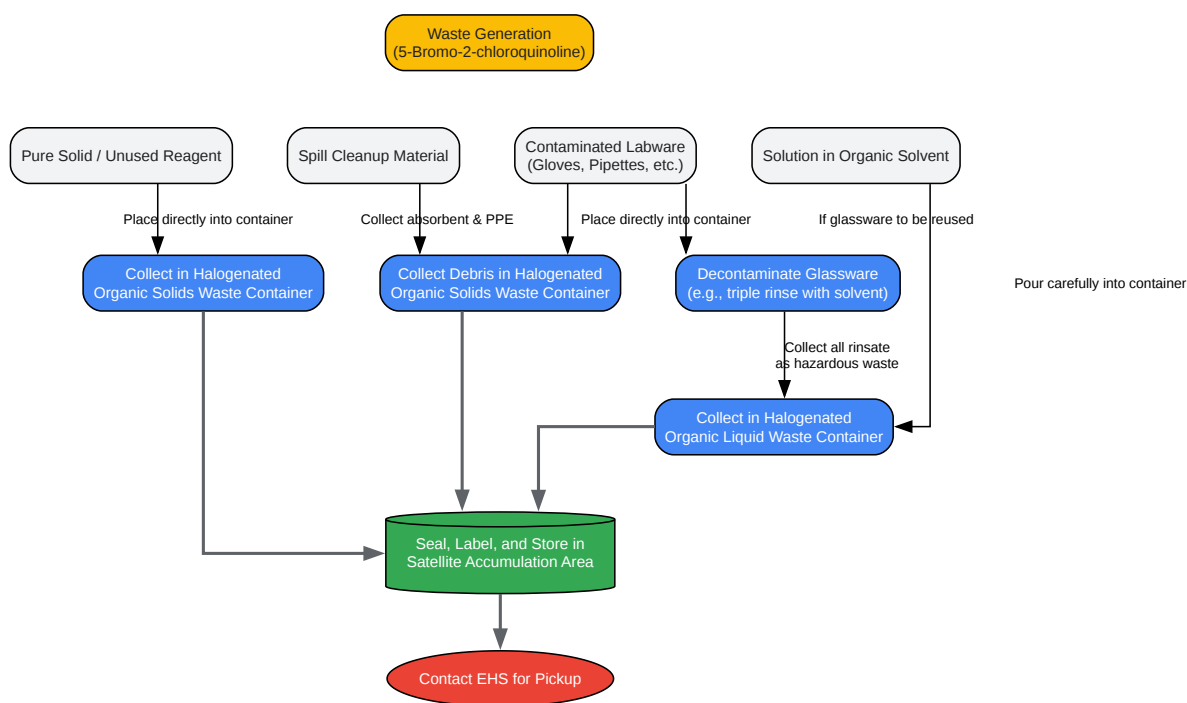 Waste Generation
(5-Bromo-2-chloroquinoline)
Pure Solid / Unused Reagent
Spill Cleanup Material
Contaminated Labware
(Gloves, Pipettes, etc.)
Solution in Organic Solvent
Place directly into container
Collect absorbent & PPE
Place directly into container
If glassware to be reused
Collect in Halogenated
Organic Solids Waste Container
Collect Debris in Halogenated
Organic Solids Waste Container
Decontaminate Glassware
(e.g., triple rinse with solvent)
Pour carefully into container
Collect all rinsate
as hazardous waste
Collect in Halogenated
Organic Liquid Waste Container
Seal, Label, and Store in
Satellite Accumulation Area
Contact EHS for Pickup